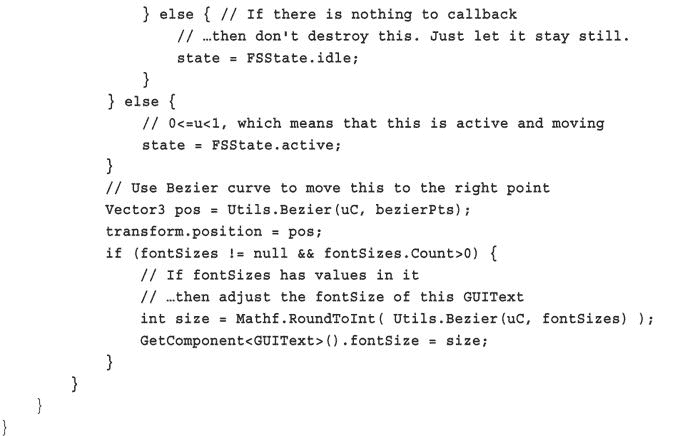 } else { // If there is nothing to callback
                    // …then don't destroy this. Just let it stay still.
                    state = FSState.idle;
                }
            } else {
                // 0<=u<1, which means that this is active and moving
                state = FSState.active;
            }
            // Use Bezier curve to move this to the right point
            Vector3 pos = Utils.Bezier(uC, bezierPts);
            transform.position = pos;
            if (fontSizes != null && fontSizes.Count>0) {
                // If fontSizes has values in it
                // …then adjust the fontSize of this GUIText
                int size = Mathf.RoundToInt( Utils.Bezier(uC, fontSizes) );
                GetComponent<GUIText>().fontSize = size;
            }
        }
    }
}